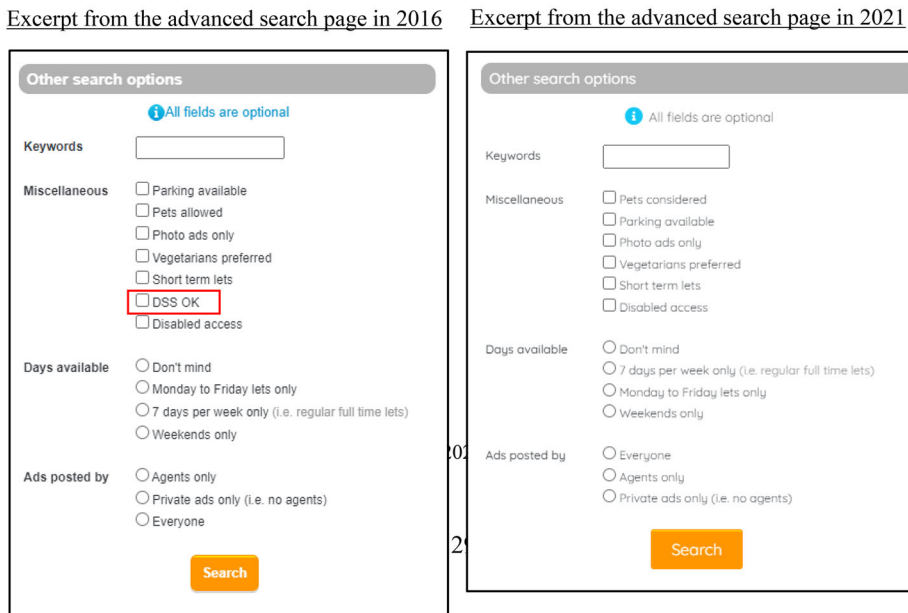 Excerpt from the advanced search page in 2016
Other search options
All fields are optional
Keywords
Miscellaneous
Parking available
Pets allowed
Photo ads only
Vegetarians preferred
Short term lets
DSS OK
Disabled access
Days available
Don't mind
Monday to Friday lets only
7 days per week only (i.e. regular full time lets)
Weekends only
Ads posted by
Agents only
Private ads only (i.e. no agents)
Everyone
Search
Excerpt from the advanced search page in 2021
Other search options
All fields are optional
Keywords
Miscellaneous
Pets considered
Parking available
Photo ads only
Vegetarians preferred
Short term lets
Disabled access
Days available
Don't mind
7 days per week only (i.e. regular full time lets)
Monday to Friday lets only
Weekends only
Ads posted by
Everyone
Agents only
Private ads only (i.e. no agents)
Search